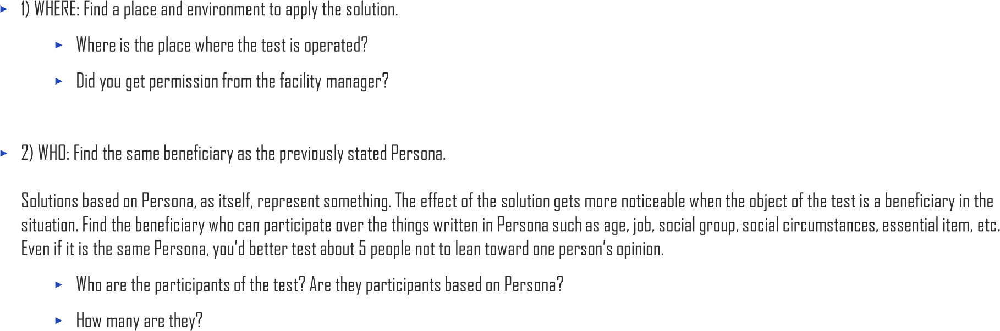 ▸ 1) WHERE: Find a place and environment to apply the solution.
▸ Where is the place where the test is operated?
▸ Did you get permission from the facility manager?
▸ 2) WHO: Find the same beneficiary as the previously stated Persona.
Solutions based on Persona, as itself, represent something. The effect of the solution gets more noticeable when the object of the test is a beneficiary in the
situation. Find the beneficiary who can participate over the things written in Persona such as age, job, social group, social circumstances, essential item, etc.
Even if it is the same Persona, you’d better test about 5 people not to lean toward one person’s opinion.
▸ Who are the participants of the test? Are they participants based on Persona?
▸ How many are they?